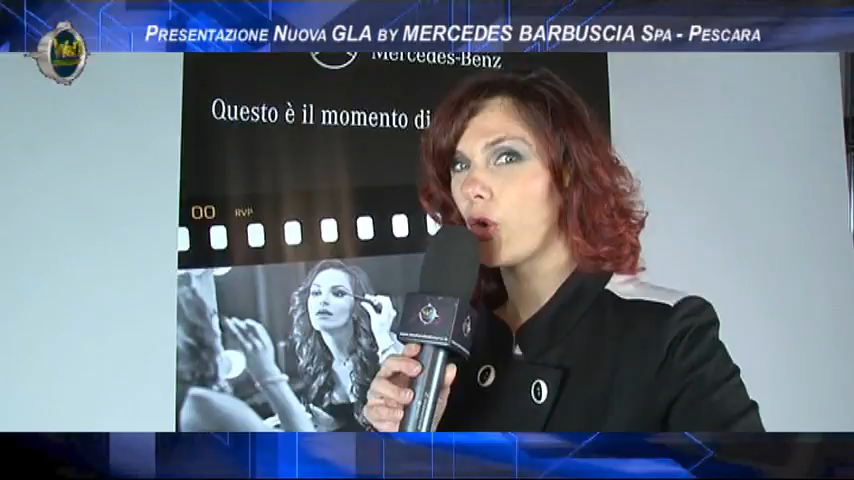 Presentazione Nuova GLA by MERCEDES BARBUSCIA Spa - Pescara
Mercedes-Benz
Questo è il momento di
00 RVP